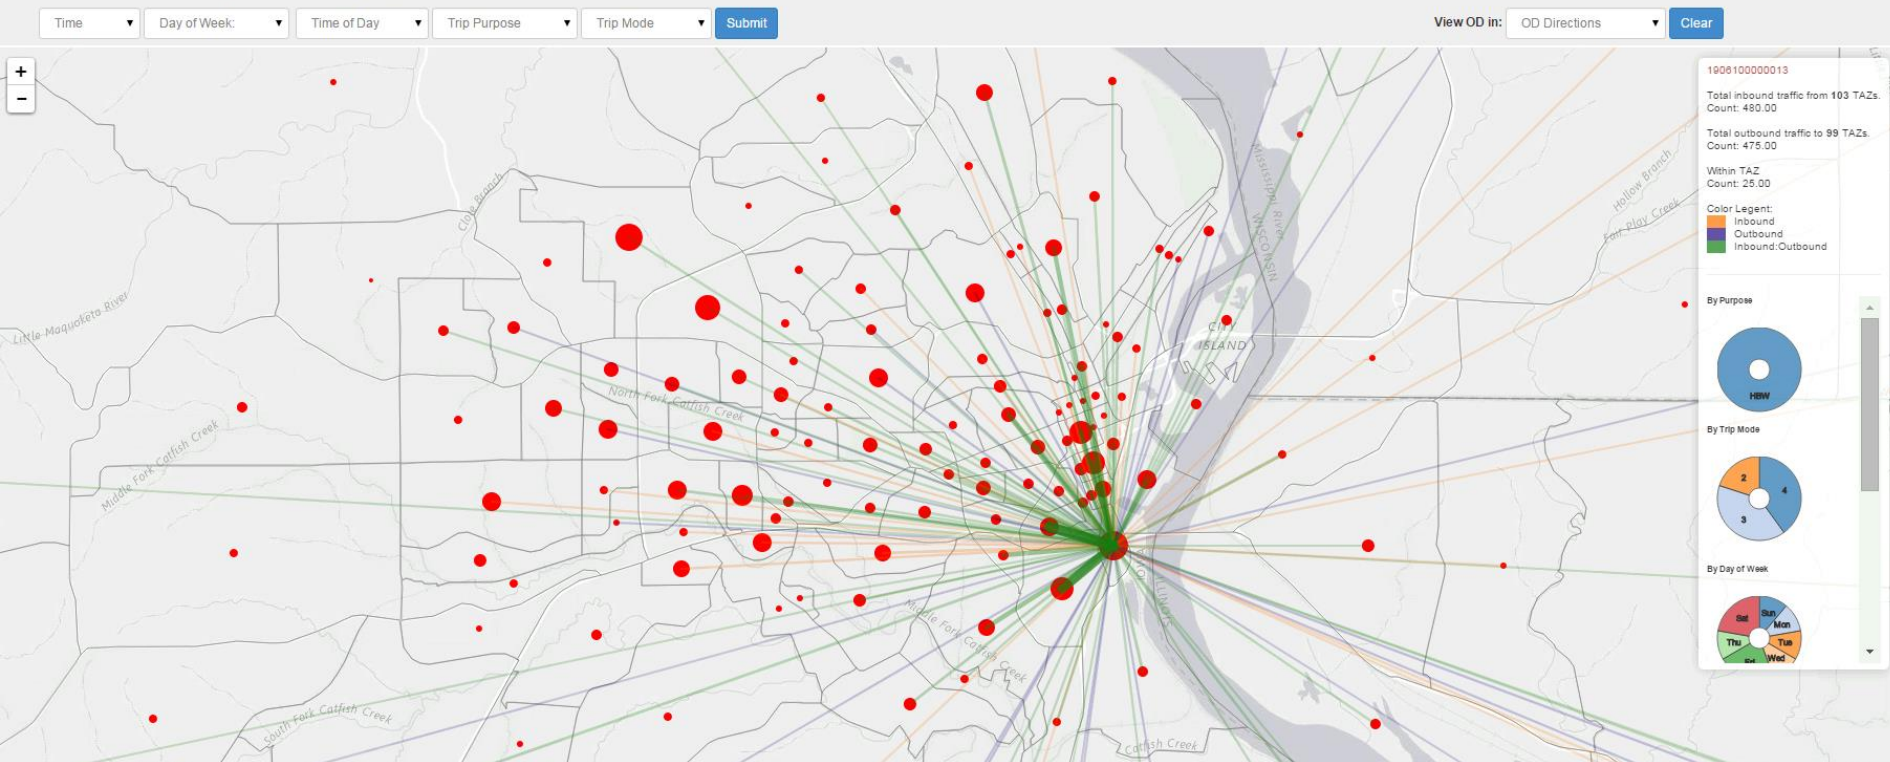 Time
Day of Week:
Time of Day
Trip Purpose
Trip Mode
Submit
View OD in:
OD Directions
Clear
+
−
1906100000013
Total inbound traffic from 103 TAZs.
Count: 480.00
Total outbound traffic to 99 TAZs.
Count: 475.00
Within TAZ
Count: 25.00
Color Legent:
Inbound
Outbound
Inbound:Outbound
By Purpose
HBW
By Trip Mode
2
4
3
By Day of Week
Sat
Sun
Mon
Thu
Tue
Fri
Wed
Cloie Branch
Little Maquoketa River
Middle Fork Catfish Creek
North Fork Catfish Creek
South Fork Catfish Creek
Middle Fork Catfish Creek
Catfish Creek
Mississippi River
WISCONSIN
CITY
ISLAND
Hollow Branch
Fair Play Creek